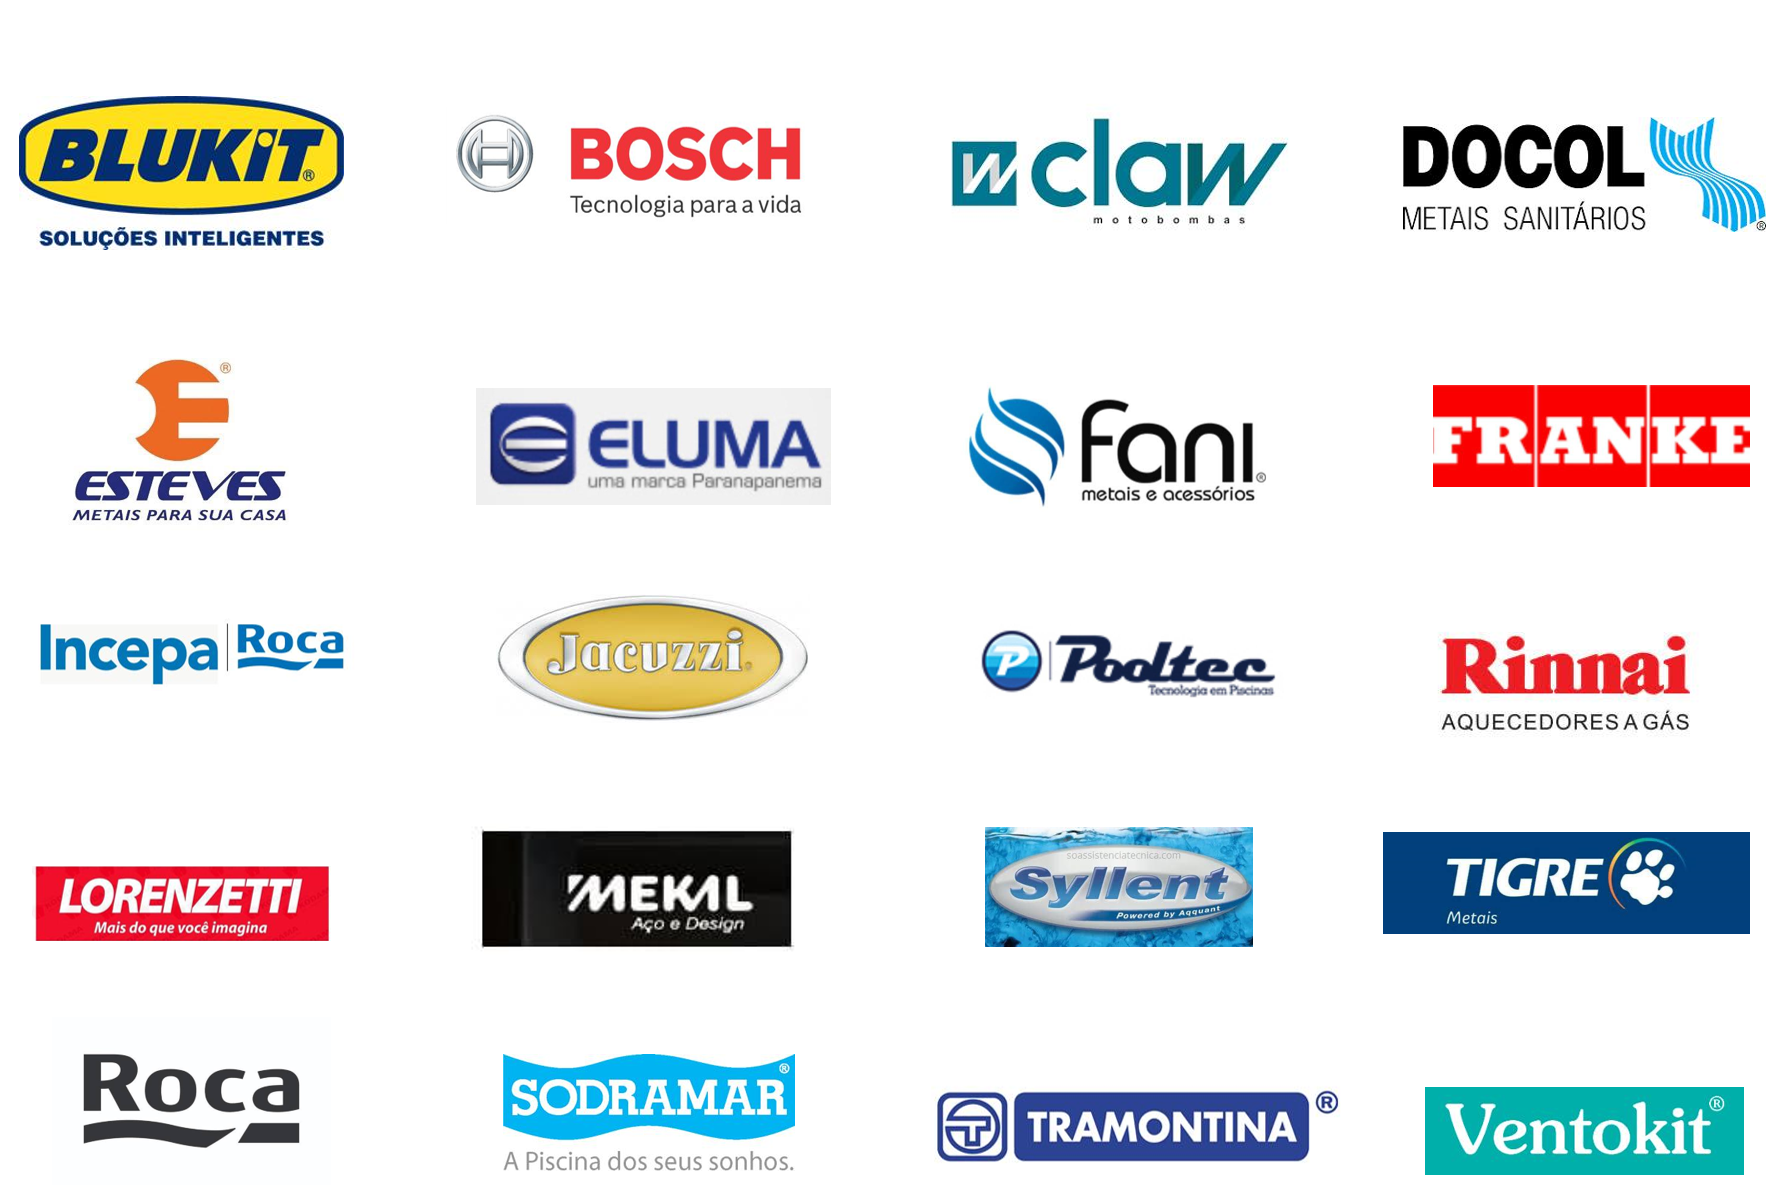 BLUKiT®
SOLUÇÕES INTELIGENTES
BOSCH
Tecnologia para a vida
W claw
motobombas
DOCOL
METAIS SANITÁRIOS ®
E ®
ESTEVES
METAIS PARA SUA CASA
ELUMA
uma marca Paranapanema
fani®
metais e acessórios
FRANKE
Incepa Roca
Jacuzzi®
P Pooltec
Tecnologia em Piscinas
Rinnai
AQUECEDORES A GÁS
LORENZETTI
Mais do que você imagina
MEKAL
Aço e Design
soassistenciatecnica.com
Syllent
Powered by Aqquant
TIGRE
Metais
Roca
SODRAMAR®
A Piscina dos seus sonhos.
T TRAMONTINA®
Ventokit®